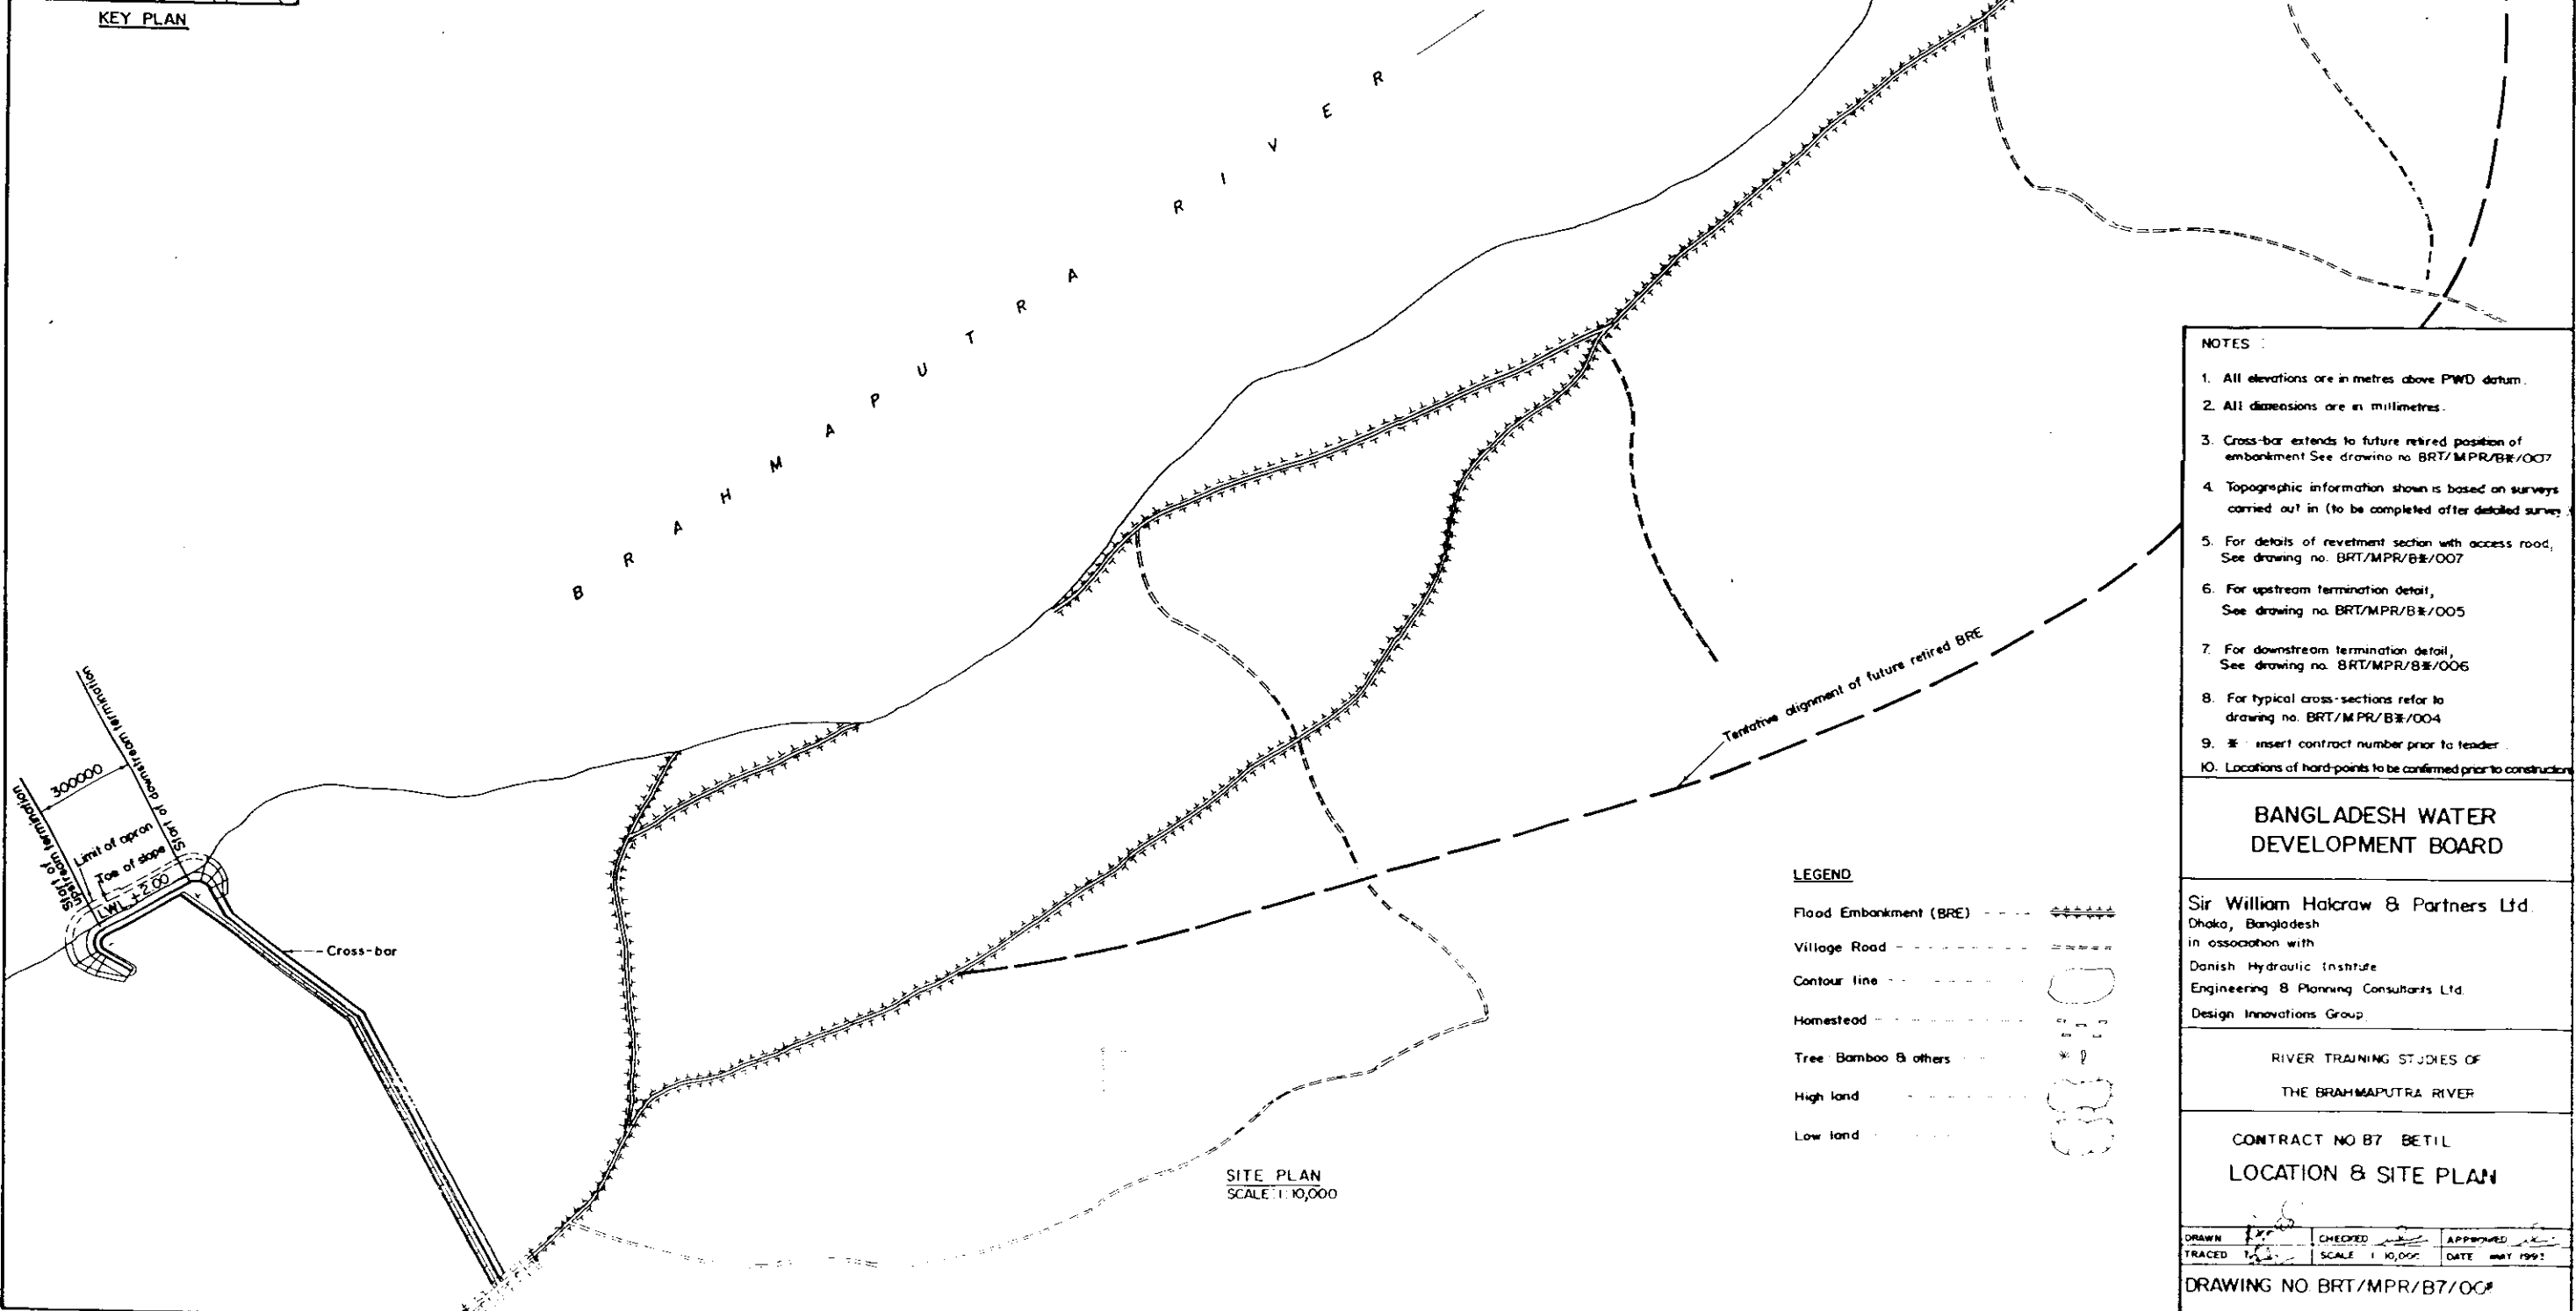 KEY PLAN
BRAHMAPUTRA RIVER
Start of downstream termination
300000
Start of
upstream termination
Limit of apron
Toe of slope
LWL +2.00
Cross-bar
Tentative alignment of future retired BRE
SITE PLAN
SCALE 1:10,000
LEGEND
Flood Embankment (BRE)
Village Road
Contour line
Homestead
Tree Bamboo & others
High land
Low land
NOTES :
1. All elevations are in metres above PWD datum.
2. All dimensions are in millimetres.
3. Cross-bar extends to future retired position of
embankment See drawing no BRT/MPR/B*/007
4. Topographic information shown is based on surveys
carried out in (to be completed after detailed survey
5. For details of revetment section with access road,
See drawing no. BRT/MPR/B*/007
6. For upstream termination detail,
See drawing no. BRT/MPR/B*/005
7. For downstream termination detail,
See drawing no. BRT/MPR/B*/006
8. For typical cross-sections refer to
drawing no. BRT/MPR/B*/004
9. * insert contract number prior to tender.
10. Locations of hard-points to be confirmed prior to construction
BANGLADESH WATER
DEVELOPMENT BOARD
Sir William Halcrow & Partners Ltd.
Dhaka, Bangladesh
in association with
Danish Hydraulic Institute
Engineering & Planning Consultants Ltd.
Design Innovations Group.
RIVER TRAINING STUDIES OF
THE BRAHMAPUTRA RIVER
CONTRACT NO B7 BETIL
LOCATION & SITE PLAN
DRAWN CHECKED APPROVED
TRACED SCALE 1 10,000 DATE MAY
DRAWING NO. BRT/MPR/B7/